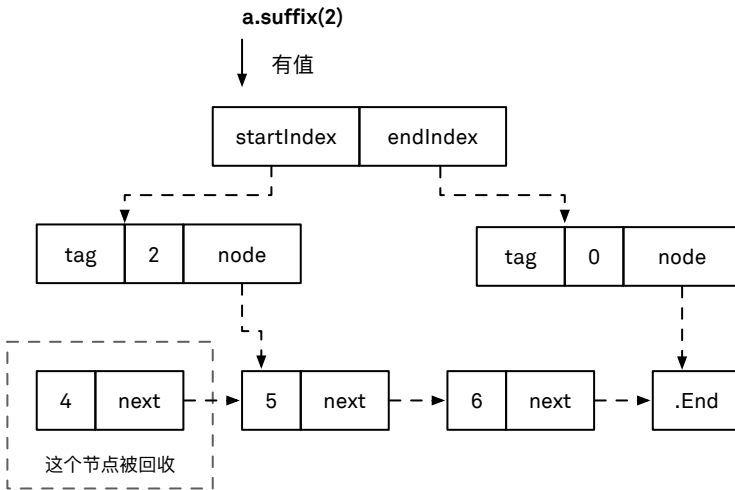 a.suffix(2)
有值
startIndex endIndex
tag 2 node
tag 0 node
4 next
5 next
6 next
.End
这个节点被回收